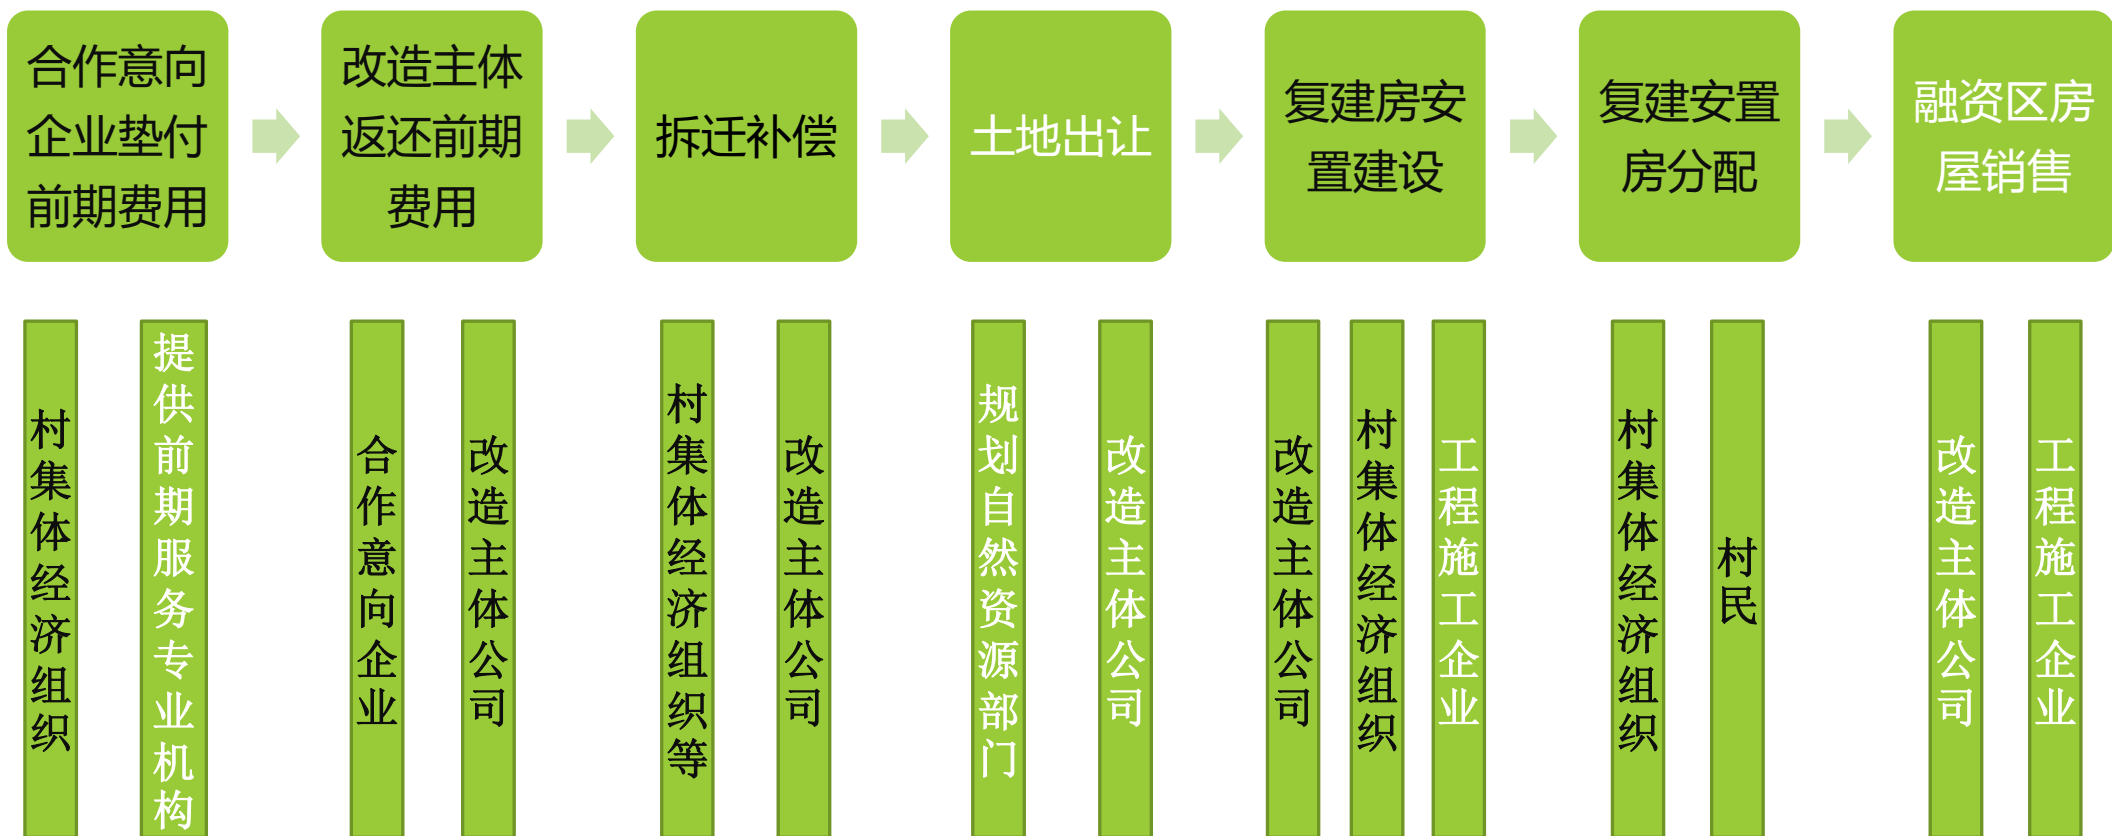 合作意向
企业垫付
前期费用
改造主体
返还前期
费用
拆迁补偿
土地出让
复建房安
置建设
复建安置
房分配
融资区房
屋销售
村集体经济组织
提供前期服务专业机构
合作意向企业
改造主体公司
村集体经济组织等
改造主体公司
规划自然资源部门
改造主体公司
改造主体公司
村集体经济组织
工程施工企业
村集体经济组织
村民
改造主体公司
工程施工企业